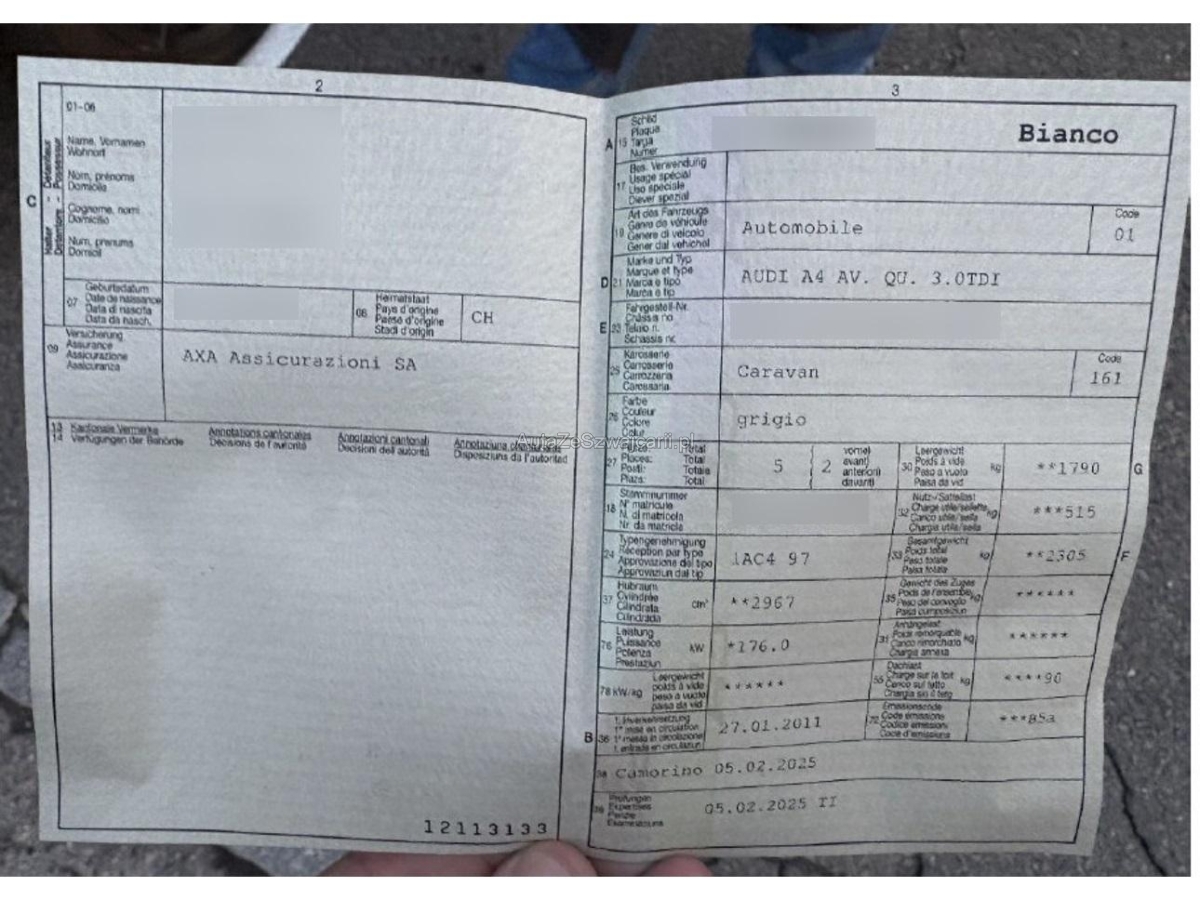 2
01-06
Name, Vornamen
Wohnort
Nom, prénoms
Domicile
Cognome, nomi
Domicilio
Num, prenums
Domicil
C
Halter
Détenteur
Detentore
Possessur
07
Geburtsdatum
Date de naissance
Data di nascita
Data da nasch.
08
Heimatstaat
Pays d'origine
Paese d'origine
Stadi d'origin
CH
09
Versicherung
Assurance
Assicurazione
Assicuranza
AXA Assicurazioni SA
13 Kantonale Vermerke
14 Verfügungen der Behörde
Annotations cantonales
Décisions de l'autorité
Annotazioni cantonali
Decisioni dell'autorità
Disposiziuns da l'autoritad
12113133
3
A
15
Schild
Plaque
Targa
Numer
Bianco
17
Bes. Verwendung
Usage spécial
Uso speciale
Diever spezial
19
Art des Fahrzeugs
Genre de véhicule
Genere di veicolo
Gener dal vehichel
Automobile
Code
01
D
21
Marke und Typ
Marque et type
Marca e tipo
Marca e tip
AUDI A4 AV. QU. 3.0TDI
E
23
Fahrgestell-Nr.
Châssis no
Telaio n.
Schassis nr.
25
Karosserie
Carrosserie
Carrozzeria
Carossaria
Caravan
Code
161
26
Farbe
Couleur
Colore
Colur
grigio
AutaZeSzwajcarii.pl
27
Total
Places: Total
Posti: Totale
Plazs: Total
5
2
vorne)
avant)
anteriori)
davant)
30
Leergewicht
Poids à vide
Peso a vuoto
Paisa da vid
kg
**1790
G
18
Stammnummer
N° matricule
N. di matricola
Nr. da matricla
32
Nutz-/Sattellast
Charge utile/sellette
Carico utile/sella
Chargia utila/sella
kg
***515
24
Typengenehmigung
Réception par type
Approvazione del tipo
Approvaziun dal tip
1AC4 97
33
Gesamtgewicht
Poids total
Peso totale
Paisa totala
kg
**2305
F
37
Hubraum
Cylindrée
Cilindrata
Cilindrada
cm³
**2967
35
Gewicht des Zuges
Poids de l'ensemble
Peso del convoglio
Paisa cumposiziun
kg
******
76
Leistung
Puissance
Potenza
Prestaziun
kW
*176.0
31
Anhängelast
Poids remorquable
Carico rimorchiato
Chargia annexa
kg
******
78 kW/kg
Leergewicht
poids à vide
peso a vuoto
paisa da vid
******
55
Dachlast
Charge sur le toit
Carico sul tetto
Chargia sin il tetg
kg
****90
B
36
1. Inverkehrsetzung
1re mise en circulation
1a messa in circolazione
1. entrada en circulaziun
27.01.2011
72
Emissionscode
Code émissions
Codice emissioni
Code d'emissiuns
***B5a
Camorino 05.02.2025
39
Prüfungen
Expertises
Perizie
Examinaziuns
05.02.2025 TI